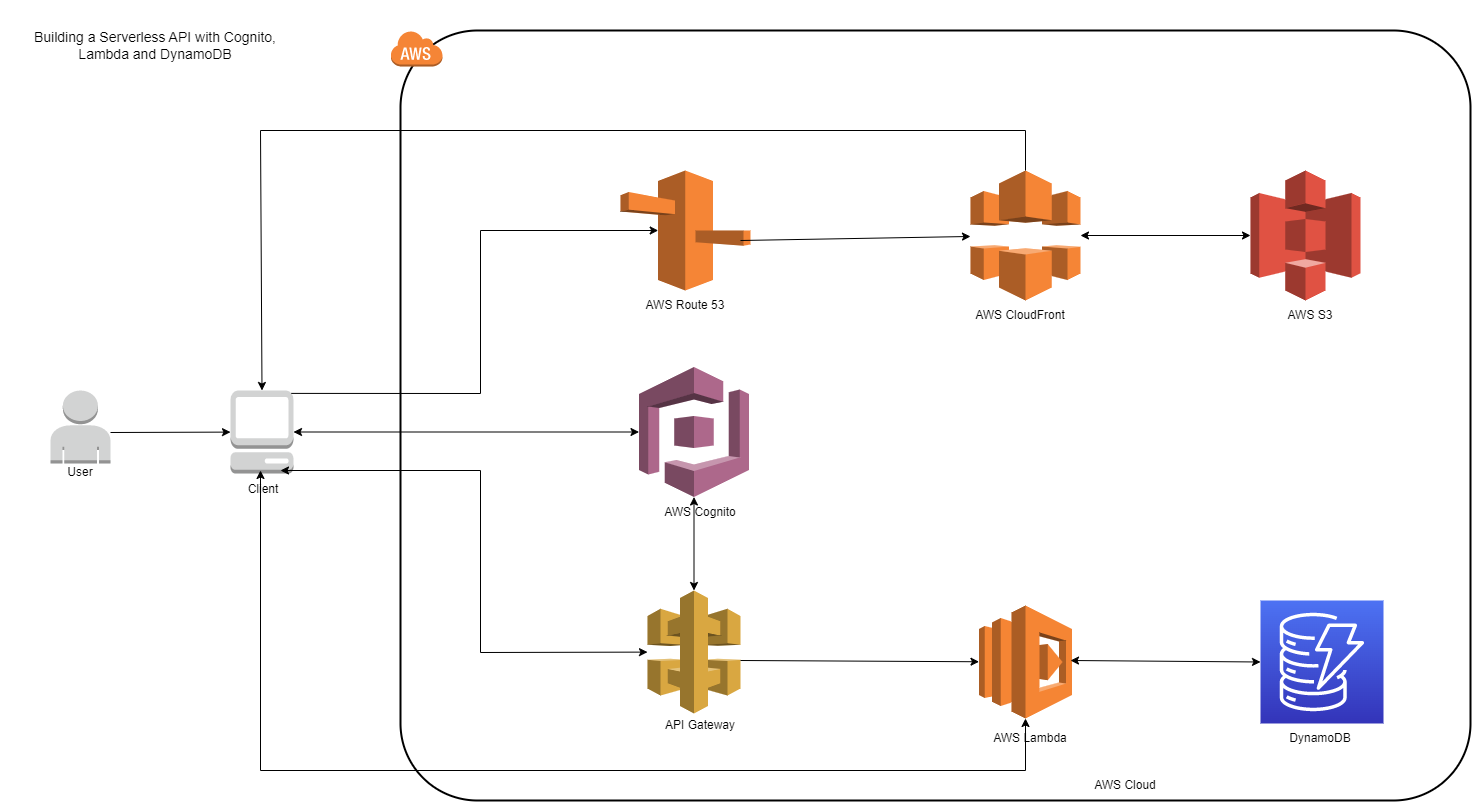 Building a Serverless API with Cognito,
Lambda and DynamoDB
AWS
AWS Route 53
AWS CloudFront
AWS S3
User
Client
AWS Cognito
API Gateway
AWS Lambda
DynamoDB
AWS Cloud